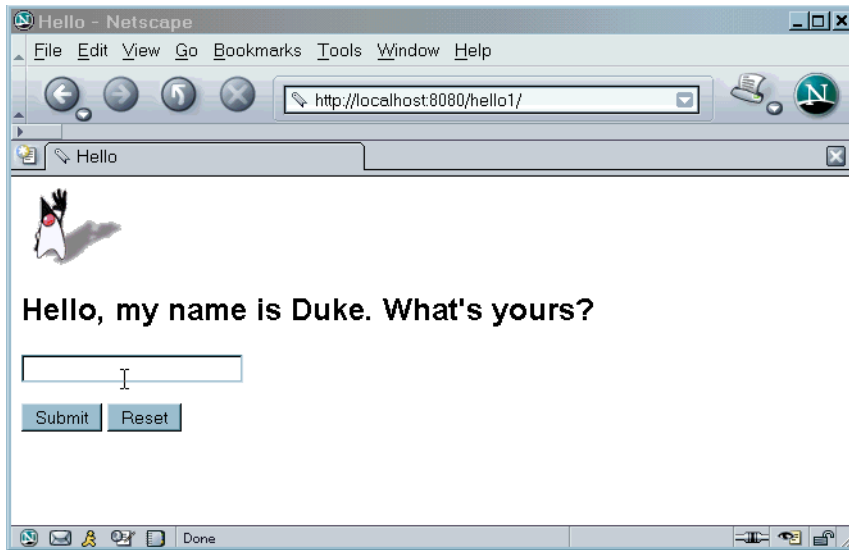 Hello - Netscape
File Edit View Go Bookmarks Tools Window Help
http://localhost:8080/hello1/
N
Hello
Hello, my name is Duke. What's yours?
Submit Reset
Done